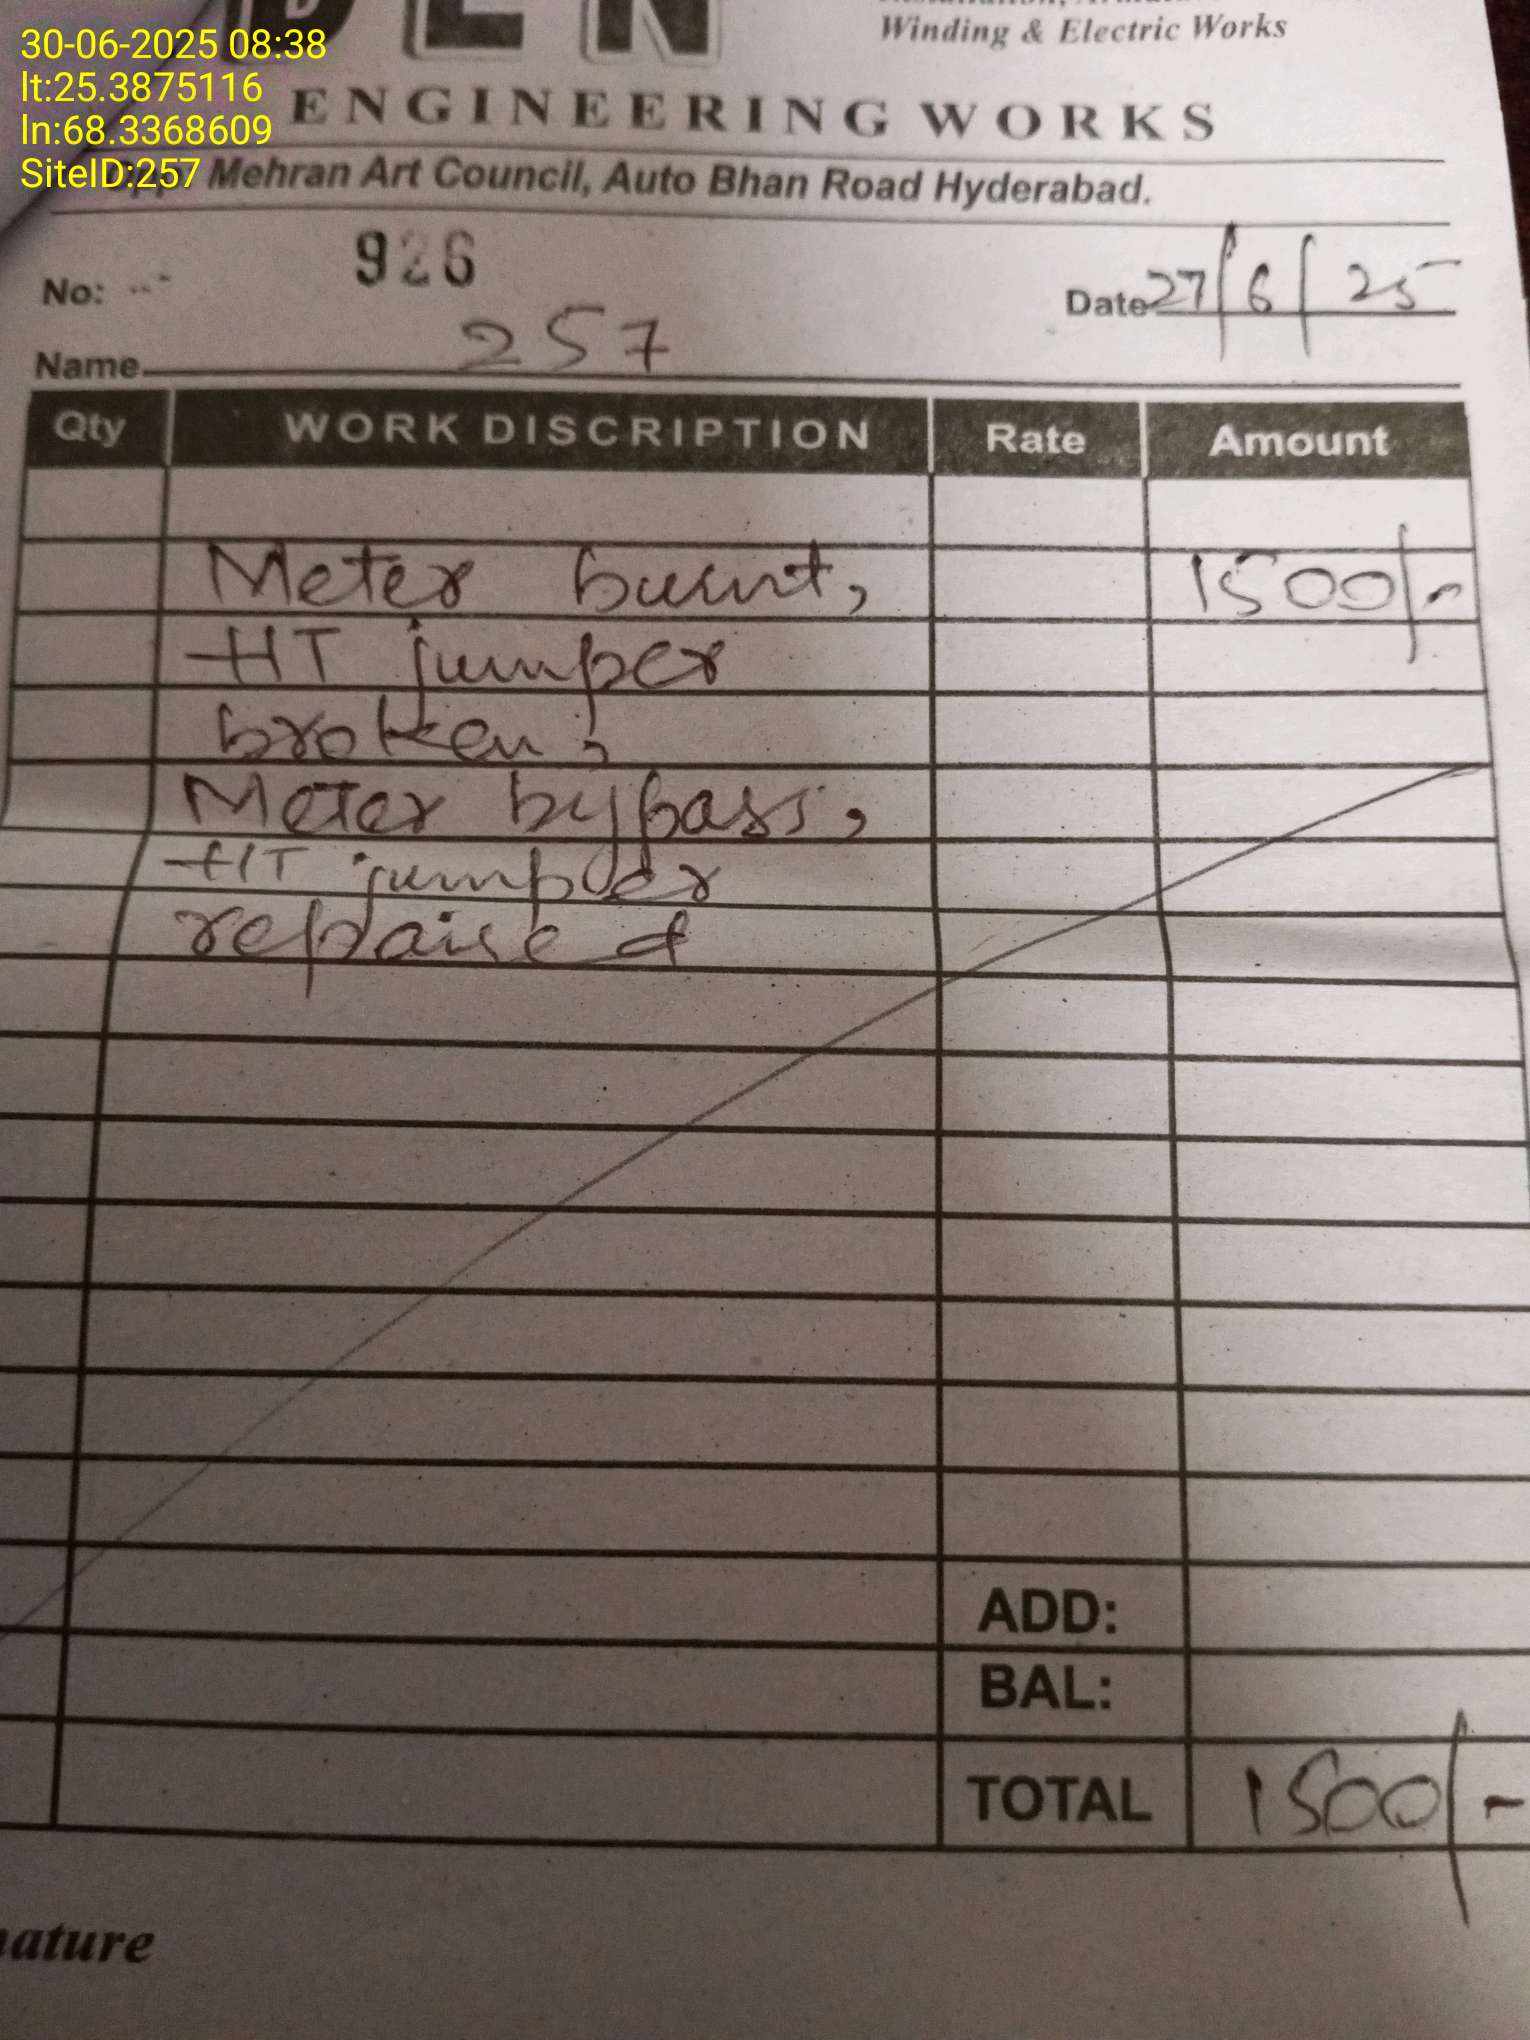 Winding & Electric Works
30-06-2025 08:38
lt:25.3875116
ln:68.3368609
SiteID:257
ENGINEERING WORKS
Mehran Art Council, Auto Bhan Road Hyderabad.
No: 926
Date 27/6/25
Name 257
Qty WORK DISCRIPTION Rate Amount
Meter burnt, 1500/-
HT jumper
broken,
Meter bypass,
HT jumper
repaired
ADD:
BAL:
TOTAL 1500/-